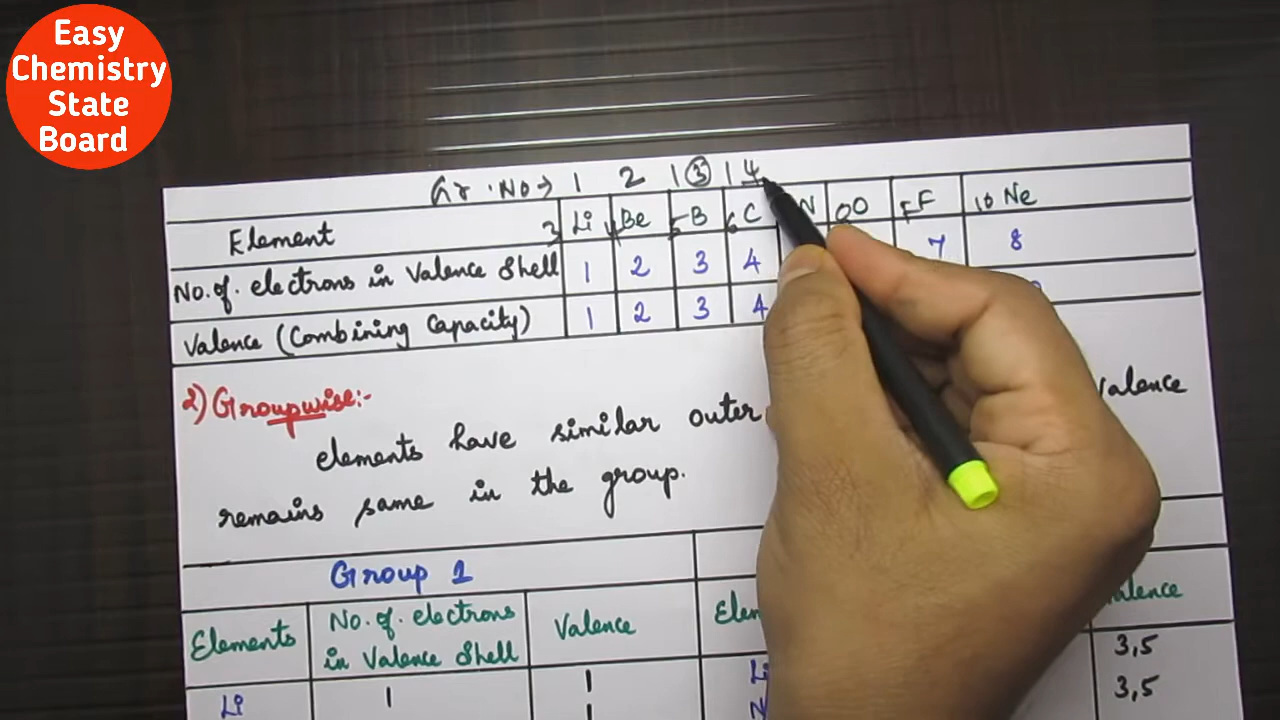 Easy
Chemistry
State
Board
Gr. No→ 1 2 13 14
Element 3 Li 4 Be 5 B 6 C N O F 10 Ne
No. of. electrons in Valence Shell 1 2 3 4 7 8
Valence (Combining Capacity) 1 2 3 4
2) Groupwise:-
elements have similar outer valence
remains same in the group.
Group 1
Elements No. of. electrons in Valence Shell Valence
Li 1 1
1
3,5
3,5